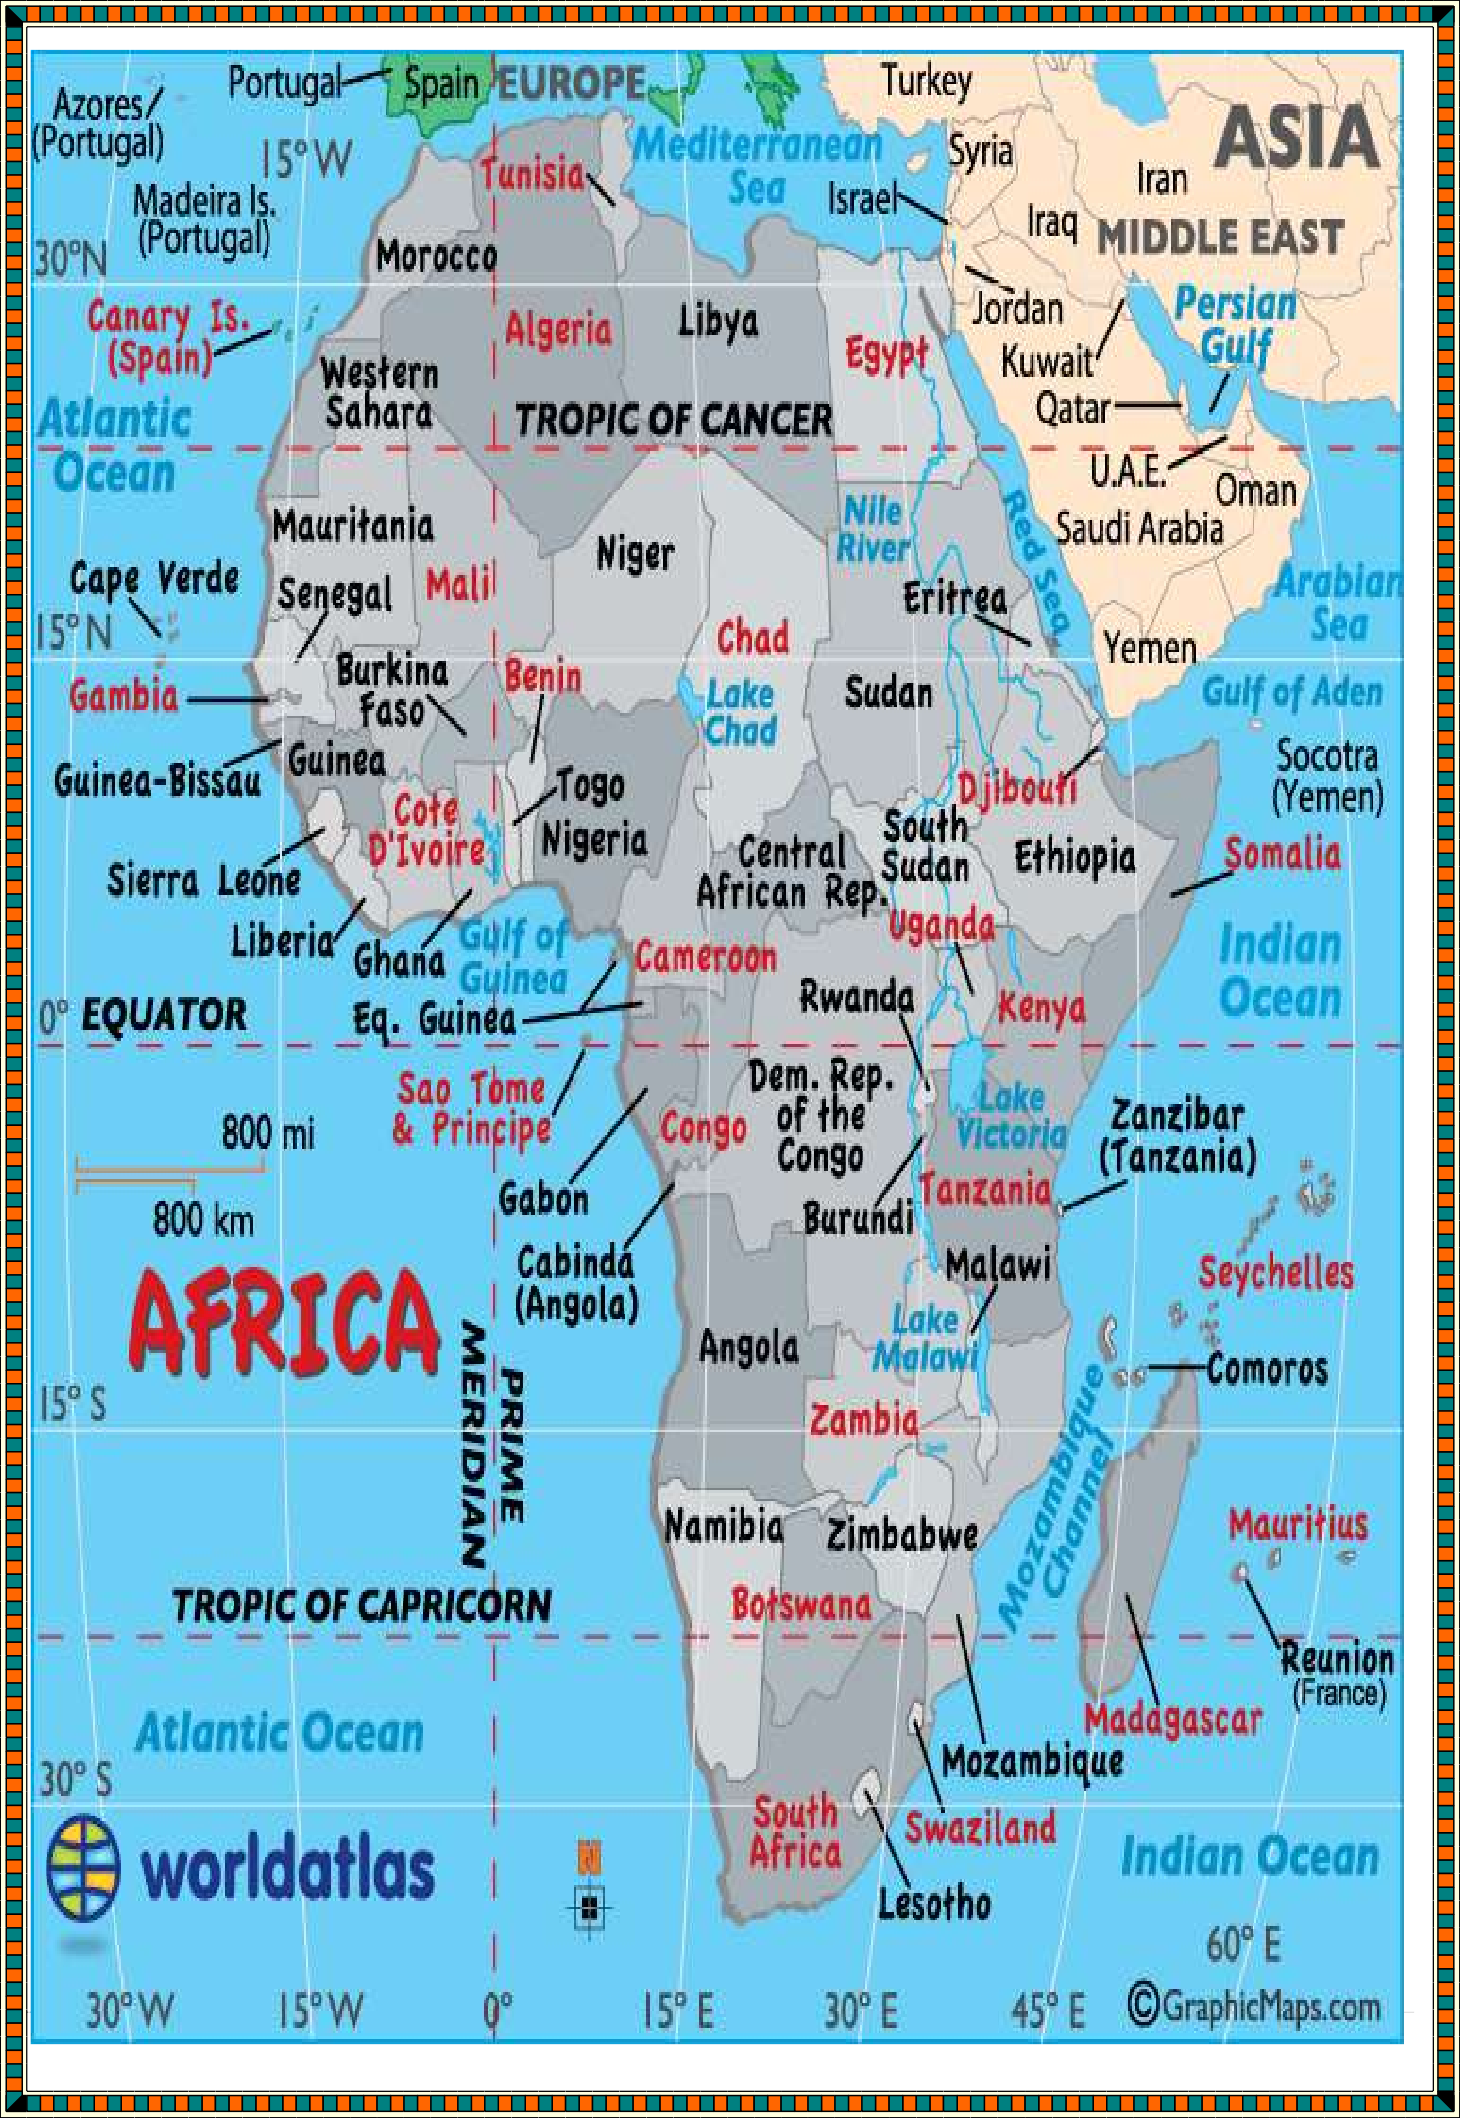 Portugal
Spain
EUROPE
Turkey
Azores
(Portugal)
15° W
ASIA
Mediterranean
Sea
Syria
Tunisia
Iran
Madeira Is.
(Portugal)
Israel
Iraq
MIDDLE EAST
30°N
Morocco
Jordan
Persian
Gulf
Canary Is.
(Spain)
Algeria
Libya
Egypt
Kuwait
Western
Sahara
Qatar
Atlantic
Ocean
TROPIC OF CANCER
U.A.E.
Oman
Nile
River
Red Sea
Saudi Arabia
Mauritania
Niger
Cape Verde
Senegal
Mali
Eritrea
Arabian
Sea
15° N
Chad
Yemen
Burkina
Faso
Benin
Gambia
Lake
Chad
Sudan
Gulf of Aden
Guinea
Guinea-Bissau
Togo
Djibouti
Socotra
(Yemen)
Cote
D'Ivoire
Nigeria
Central
African Rep.
South
Sudan
Ethiopia
Somalia
Sierra Leone
Liberia
Ghana
Gulf of
Guinea
Cameroon
Uganda
Indian
Ocean
0° EQUATOR
Eq. Guinea
Rwanda
Kenya
Sao Tome
& Principe
Dem. Rep.
of the
Congo
Lake
Victoria
Zanzibar
(Tanzania)
800 mi
Congo
800 km
Gabon
Burundi
Tanzania
Cabinda
(Angola)
Malawi
Seychelles
AFRICA
Angola
Lake
Malawi
Comoros
PRIME
MERIDIAN
15° S
Zambia
Mozambique
Channel
Namibia
Zimbabwe
Mauritius
TROPIC OF CAPRICORN
Botswana
Reunion
(France)
Madagascar
Atlantic Ocean
Mozambique
30° S
South
Africa
Swaziland
Indian Ocean
worldatlas
N
Lesotho
60° E
30° W
15° W
0°
15° E
30° E
45° E
©GraphicMaps.com